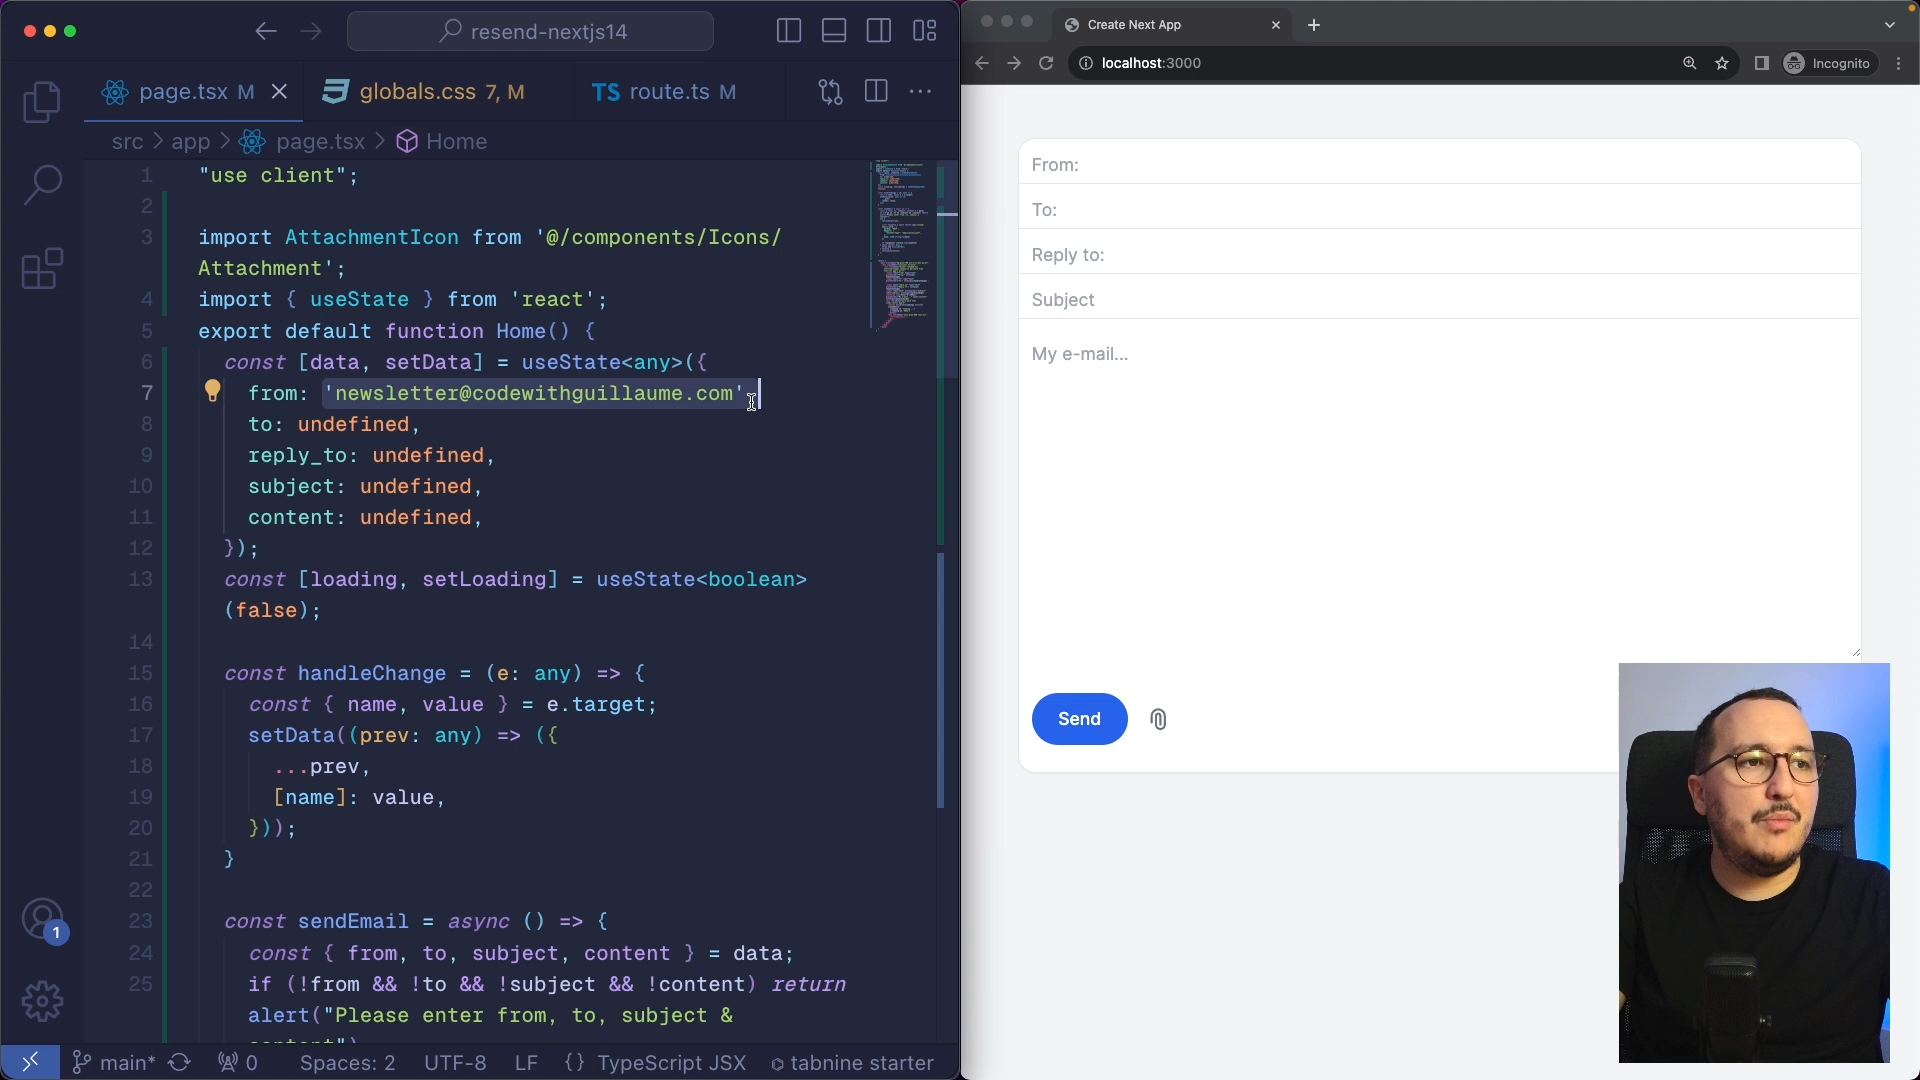 resend-nextjs14
page.tsx M
globals.css 7, M
TS route.ts M
src > app > page.tsx > Home
1 "use client";
2
3 import AttachmentIcon from '@/components/Icons/
Attachment';
4 import { useState } from 'react';
5 export default function Home() {
6 const [data, setData] = useState<any>({
7 from: 'newsletter@codewithguillaume.com',
8 to: undefined,
9 reply_to: undefined,
10 subject: undefined,
11 content: undefined,
12 });
13 const [loading, setLoading] = useState<boolean>
(false);
14
15 const handleChange = (e: any) => {
16 const { name, value } = e.target;
17 setData((prev: any) => ({
18 ...prev,
19 [name]: value,
20 }));
21 }
22
23 const sendEmail = async () => {
24 const { from, to, subject, content } = data;
25 if (!from && !to && !subject && !content) return
alert("Please enter from, to, subject &
content")
1
main* 0 Spaces: 2 UTF-8 LF {} TypeScript JSX tabnine starter
Create Next App
localhost:3000
Incognito
From:
To:
Reply to:
Subject
My e-mail...
Send